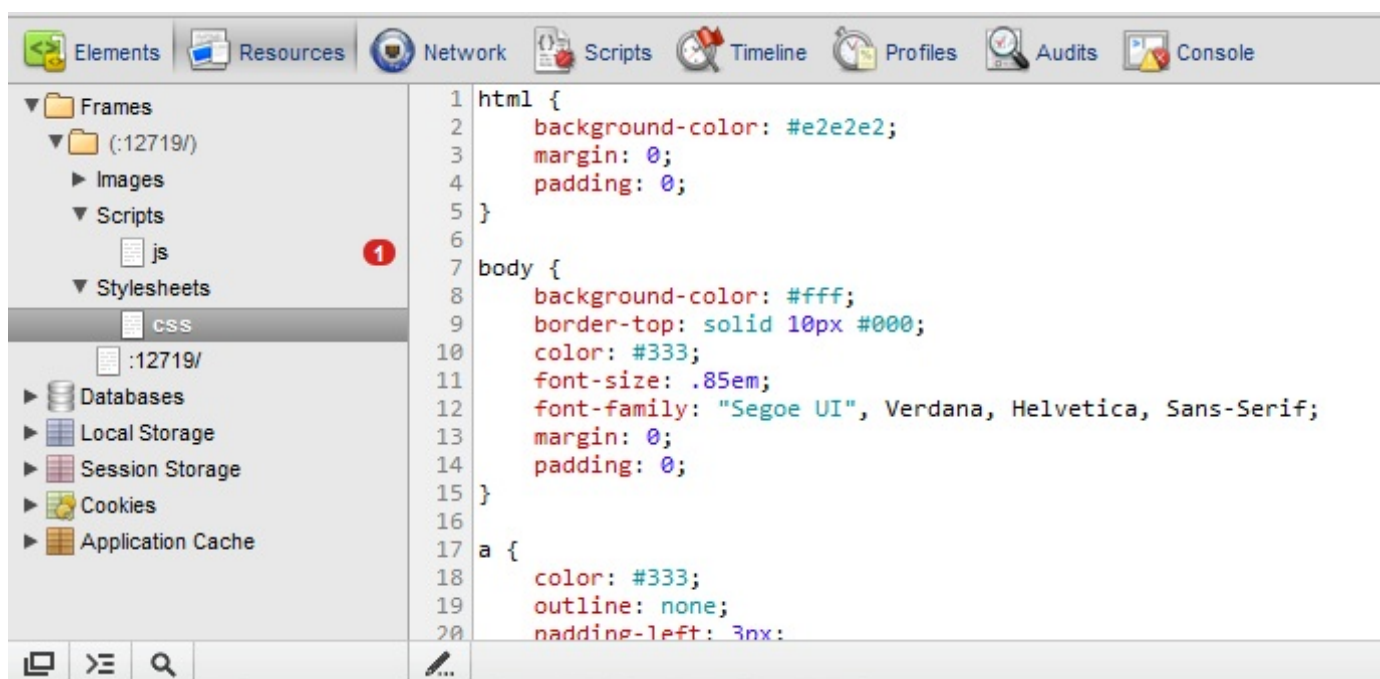 Elements Resources Network Scripts Timeline Profiles Audits Console
Frames
(:12719/)
Images
Scripts
js 1
Stylesheets
css
:12719/
Databases
Local Storage
Session Storage
Cookies
Application Cache
1 html {
2 background-color: #e2e2e2;
3 margin: 0;
4 padding: 0;
5 }
6
7 body {
8 background-color: #fff;
9 border-top: solid 10px #000;
10 color: #333;
11 font-size: .85em;
12 font-family: "Segoe UI", Verdana, Helvetica, Sans-Serif;
13 margin: 0;
14 padding: 0;
15 }
16
17 a {
18 color: #333;
19 outline: none;
20 padding-left: 3px;